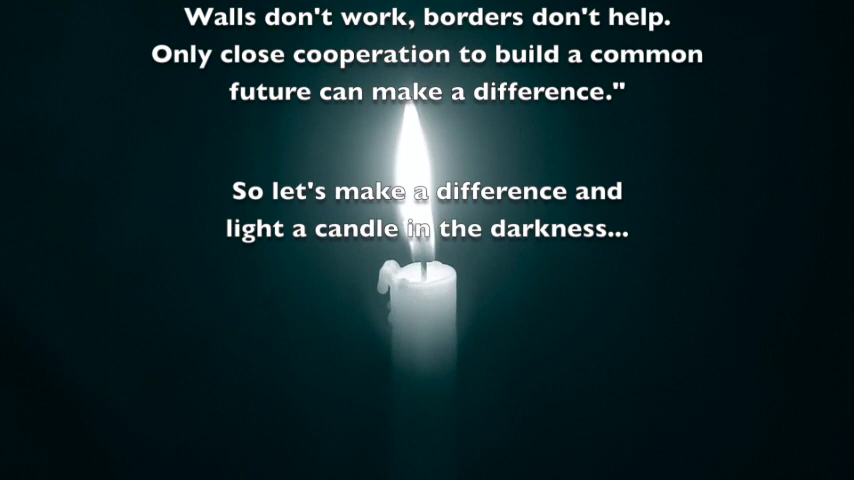 Walls don't work, borders don't help.
Only close cooperation to build a common
future can make a difference."
So let's make a difference and
light a candle in the darkness...